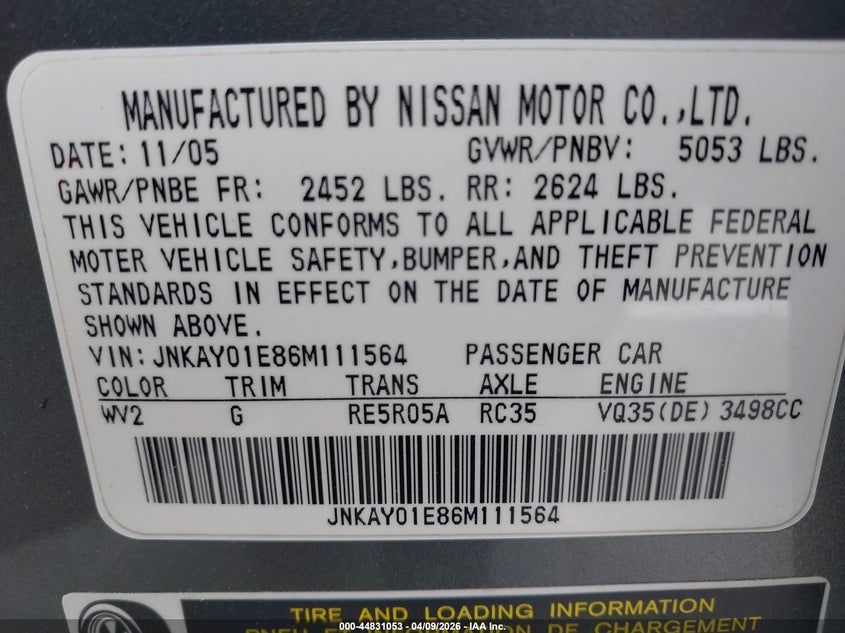 MANUFACTURED BY NISSAN MOTOR CO.,LTD.
DATE: 11/05 GVWR/PNBV: 5053 LBS.
GAWR/PNBE FR: 2452 LBS. RR: 2624 LBS.
THIS VEHICLE CONFORMS TO ALL APPLICABLE FEDERAL
MOTER VEHICLE SAFETY,BUMPER,AND THEFT PREVENTION
STANDARDS IN EFFECT ON THE DATE OF MANUFACTURE
SHOWN ABOVE.
VIN:JNKAY01E86M111564 PASSENGER CAR
COLOR TRIM TRANS AXLE ENGINE
WV2 G RE5R05A RC35 VQ35(DE) 3498CC
JNKAY01E86M111564
TIRE AND LOADING INFORMATION
DE CHARGEMENT
000-44831053 - 04/09/2026 - IAA Inc.